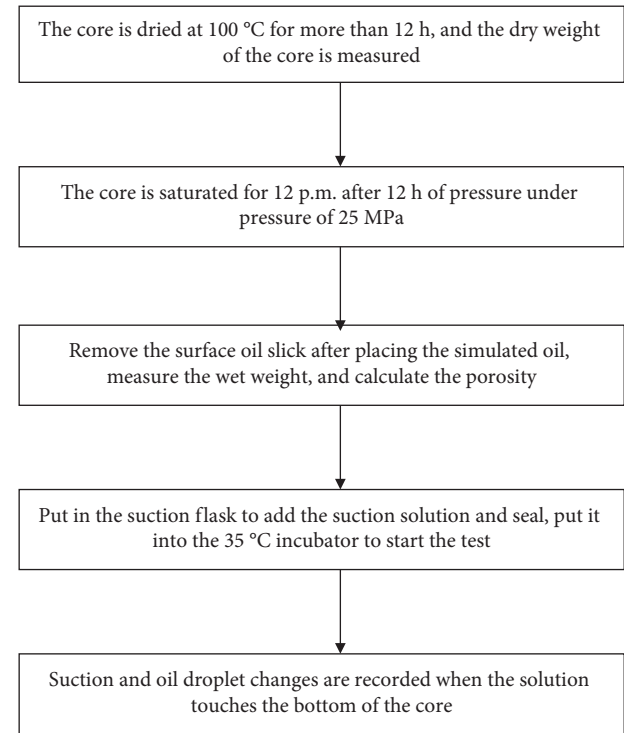 The core is dried at 100 °C for more than 12 h, and the dry weight
of the core is measured
The core is saturated for 12 p.m. after 12 h of pressure under
pressure of 25 MPa
Remove the surface oil slick after placing the simulated oil,
measure the wet weight, and calculate the porosity
Put in the suction flask to add the suction solution and seal, put it
into the 35 °C incubator to start the test
Suction and oil droplet changes are recorded when the solution
touches the bottom of the core